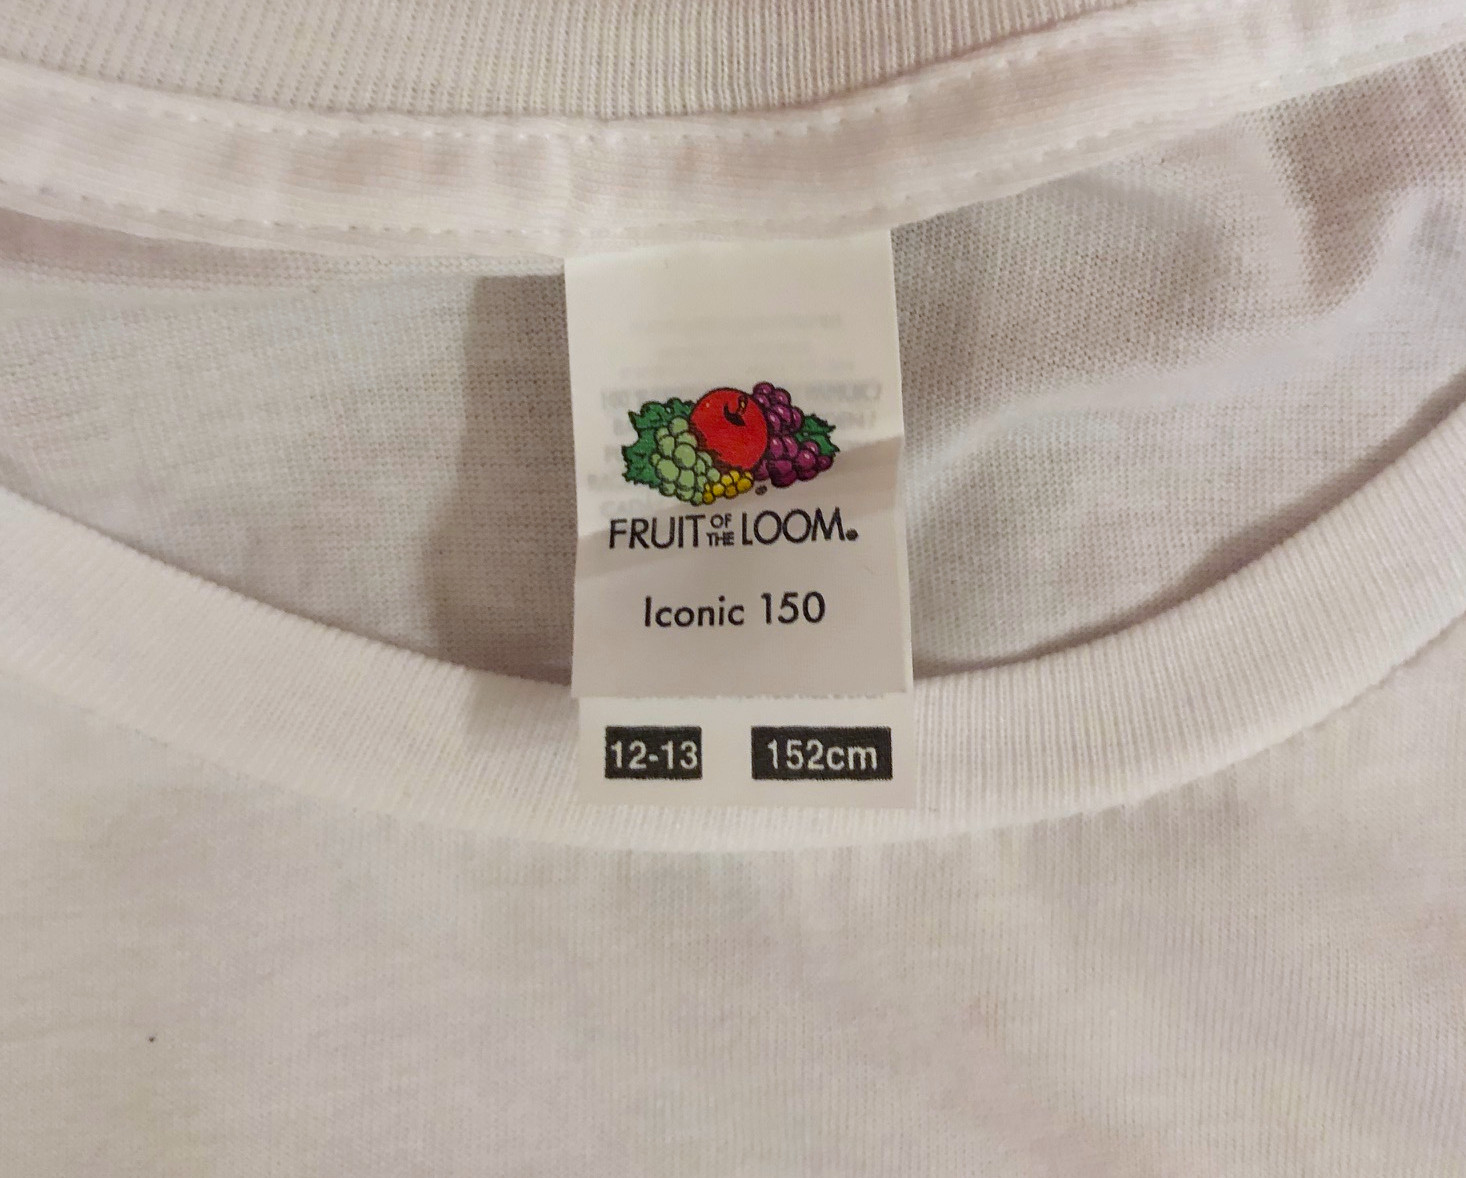 FRUIT OF THE LOOM®
Iconic 150
12-13 152cm